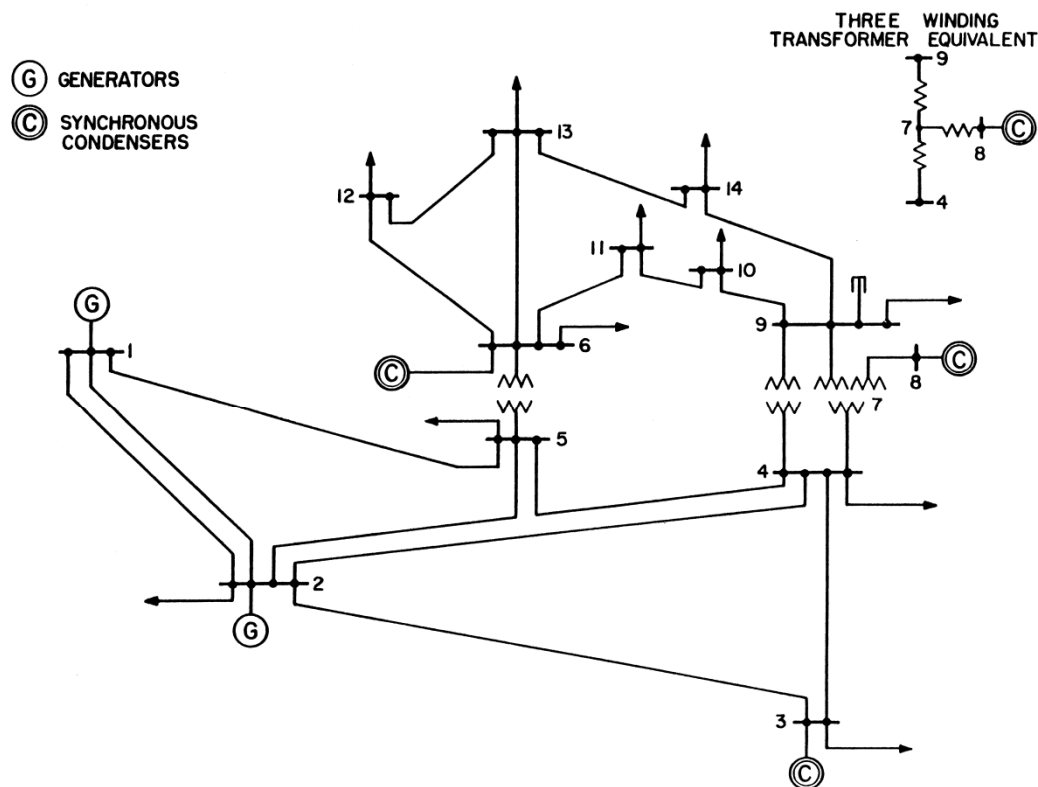 THREE WINDING
TRANSFORMER EQUIVALENT
9
7
C
8
4
G GENERATORS
C SYNCHRONOUS
CONDENSERS
13
12
14
11
10
G
1
9
6
C
8
C
7
5
4
2
G
3
C